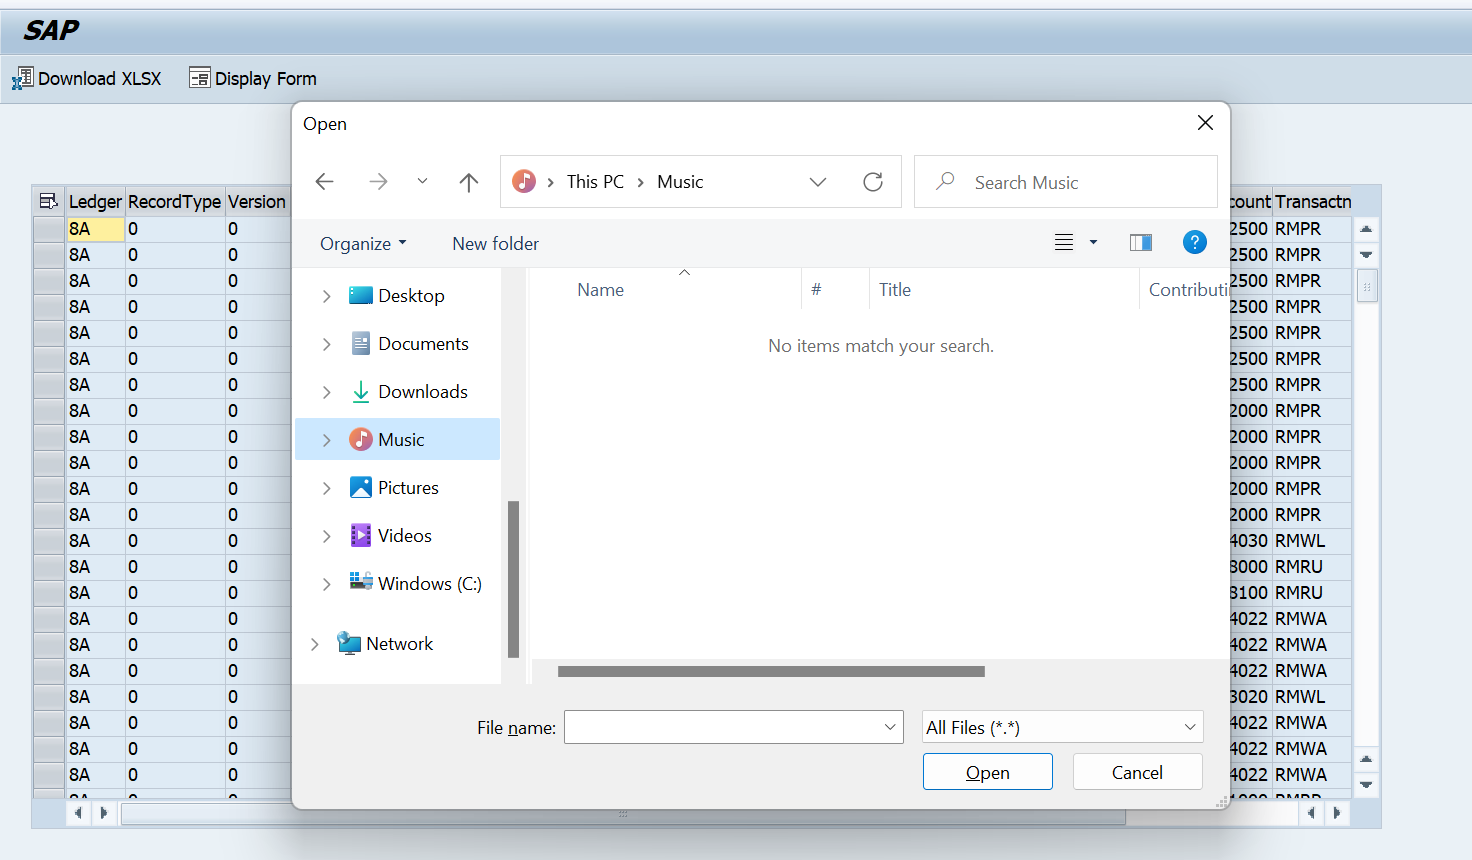 SAP
Download XLSX Display Form
Open
This PC Music
Search Music
Organize New folder
?
Name # Title Contributi
No items match your search.
Desktop
Documents
Downloads
Music
Pictures
Videos
Windows (C:)
Network
File name: All Files (*.*)
Open Cancel
Ledger RecordType Version count Transactn
8A 0 0 2500 RMPR
8A 0 0 2500 RMPR
8A 0 0 2500 RMPR
8A 0 0 2500 RMPR
8A 0 0 2500 RMPR
8A 0 0 2500 RMPR
8A 0 0 2500 RMPR
8A 0 0 2000 RMPR
8A 0 0 2000 RMPR
8A 0 0 2000 RMPR
8A 0 0 2000 RMPR
8A 0 0 2000 RMPR
8A 0 0 4030 RMWL
8A 0 0 8000 RMRU
8A 0 0 8100 RMRU
8A 0 0 4022 RMWA
8A 0 0 4022 RMWA
8A 0 0 4022 RMWA
8A 0 0 3020 RMWL
8A 0 0 4022 RMWA
8A 0 0 4022 RMWA
8A 0 0 4022 RMWA